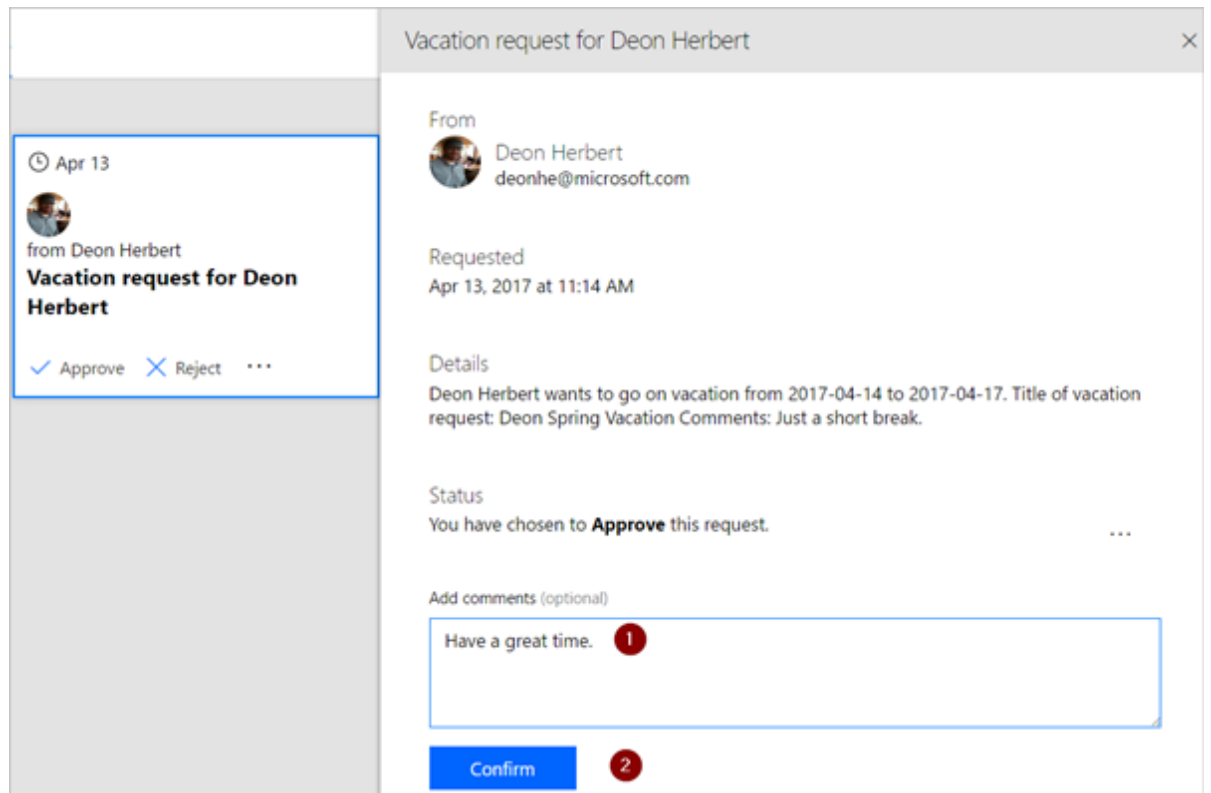 Vacation request for Deon Herbert
Apr 13
from Deon Herbert
Vacation request for Deon
Herbert
Approve Reject ...
From
Deon Herbert
deonhe@microsoft.com
Requested
Apr 13, 2017 at 11:14 AM
Details
Deon Herbert wants to go on vacation from 2017-04-14 to 2017-04-17. Title of vacation
request: Deon Spring Vacation Comments: Just a short break.
Status
You have chosen to Approve this request. ...
Add comments (optional)
Have a great time. 1
Confirm 2